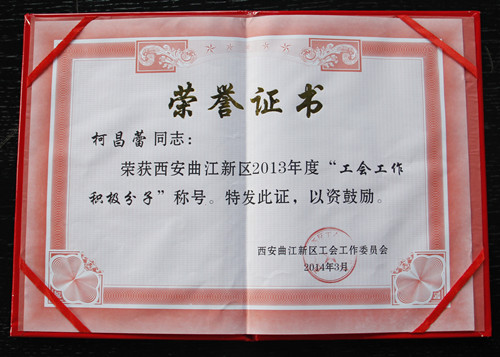 荣誉证书
柯昌蕾 同志：
荣获西安曲江新区2013年度“工会工作
积极分子”称号。特发此证，以资鼓励。
西安曲江新区工会工作委员会
2014年3月